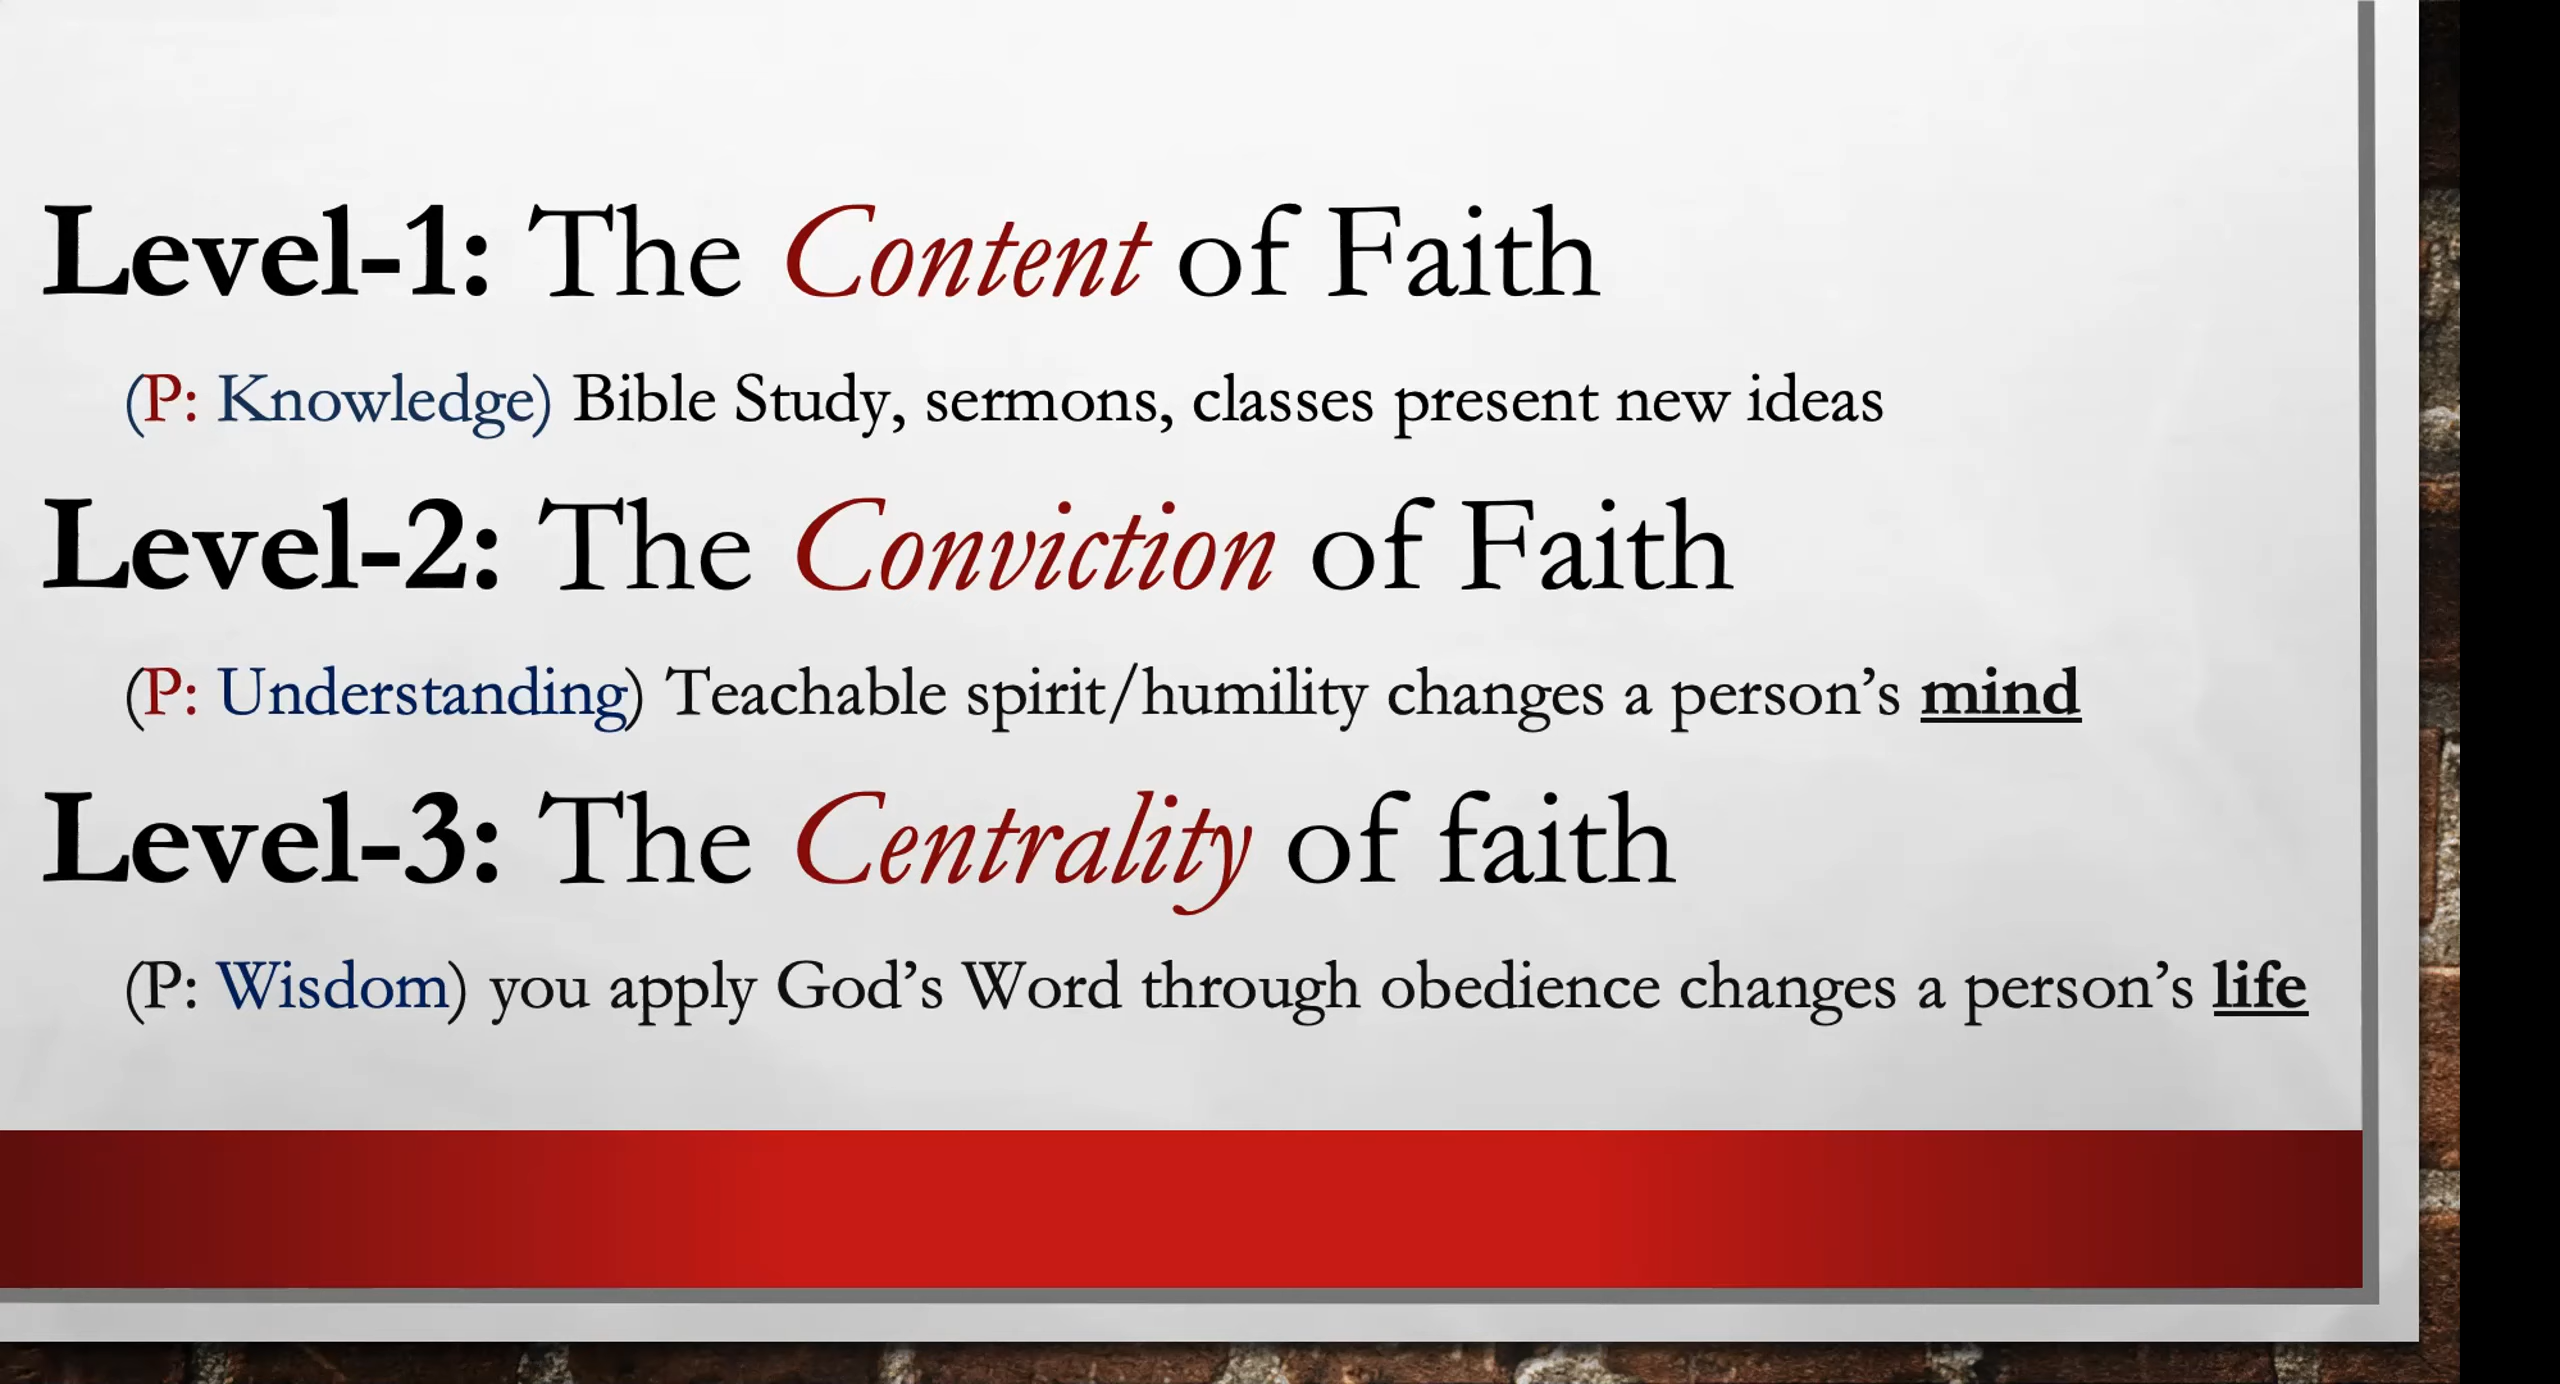 Level-1: The Content of Faith
(P: Knowledge) Bible Study, sermons, classes present new ideas
Level-2: The Conviction of Faith
(P: Understanding) Teachable spirit/humility changes a person’s mind
Level-3: The Centrality of faith
(P: Wisdom) you apply God’s Word through obedience changes a person’s life